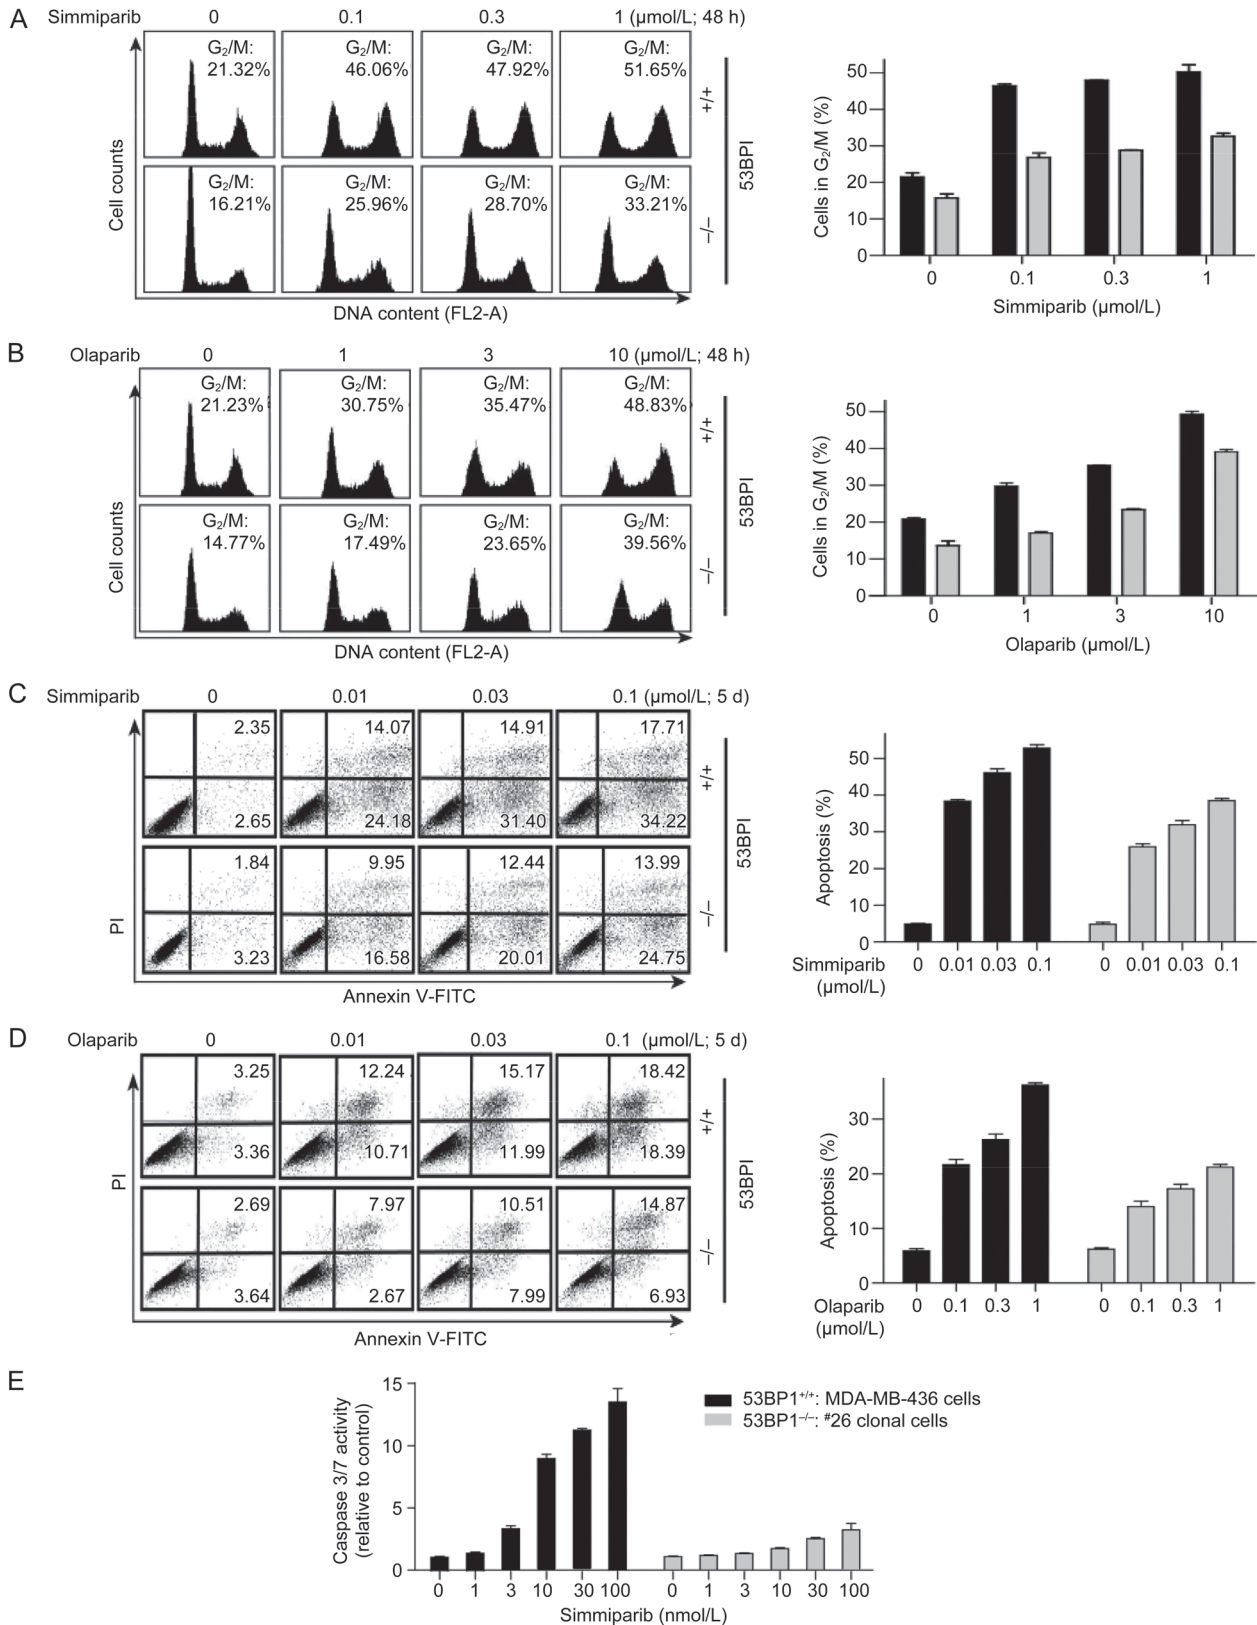 A Simmiparib 0 0.1 0.3 1 (µmol/L; 48 h)
G₂/M: G₂/M: G₂/M: G₂/M:
21.32% 46.06% 47.92% 51.65%
+/+
G₂/M: G₂/M: G₂/M: G₂/M:
16.21% 25.96% 28.70% 33.21%
–/–
53BPI
Cell counts
DNA content (FL2-A)
Cells in G₂/M (%)
50
40
30
20
10
0
0 0.1 0.3 1
Simmiparib (µmol/L)
B Olaparib 0 1 3 10 (µmol/L; 48 h)
G₂/M: G₂/M: G₂/M: G₂/M:
21.23% 30.75% 35.47% 48.83%
+/+
G₂/M: G₂/M: G₂/M: G₂/M:
14.77% 17.49% 23.65% 39.56%
–/–
53BPI
Cell counts
DNA content (FL2-A)
Cells in G₂/M (%)
50
40
30
20
10
0
0 1 3 10
Olaparib (µmol/L)
C Simmiparib 0 0.01 0.03 0.1 (µmol/L; 5 d)
2.35 14.07 14.91 17.71
2.65 24.18 31.40 34.22
+/+
1.84 9.95 12.44 13.99
3.23 16.58 20.01 24.75
–/–
53BPI
PI
Annexin V-FITC
Apoptosis (%)
50
40
30
20
10
0
Simmiparib 0 0.01 0.03 0.1 0 0.01 0.03 0.1
(µmol/L)
D Olaparib 0 0.01 0.03 0.1 (µmol/L; 5 d)
3.25 12.24 15.17 18.42
3.36 10.71 11.99 18.39
+/+
2.69 7.97 10.51 14.87
3.64 2.67 7.99 6.93
–/–
53BPI
PI
Annexin V-FITC
Apoptosis (%)
30
20
10
0
Olaparib 0 0.1 0.3 1 0 0.1 0.3 1
(µmol/L)
E
Caspase 3/7 activity
(relative to control)
15
10
5
0
0 1 3 10 30 100 0 1 3 10 30 100
Simmiparib (nmol/L)
53BP1⁺/⁺: MDA-MB-436 cells
53BP1⁻/⁻: #26 clonal cells